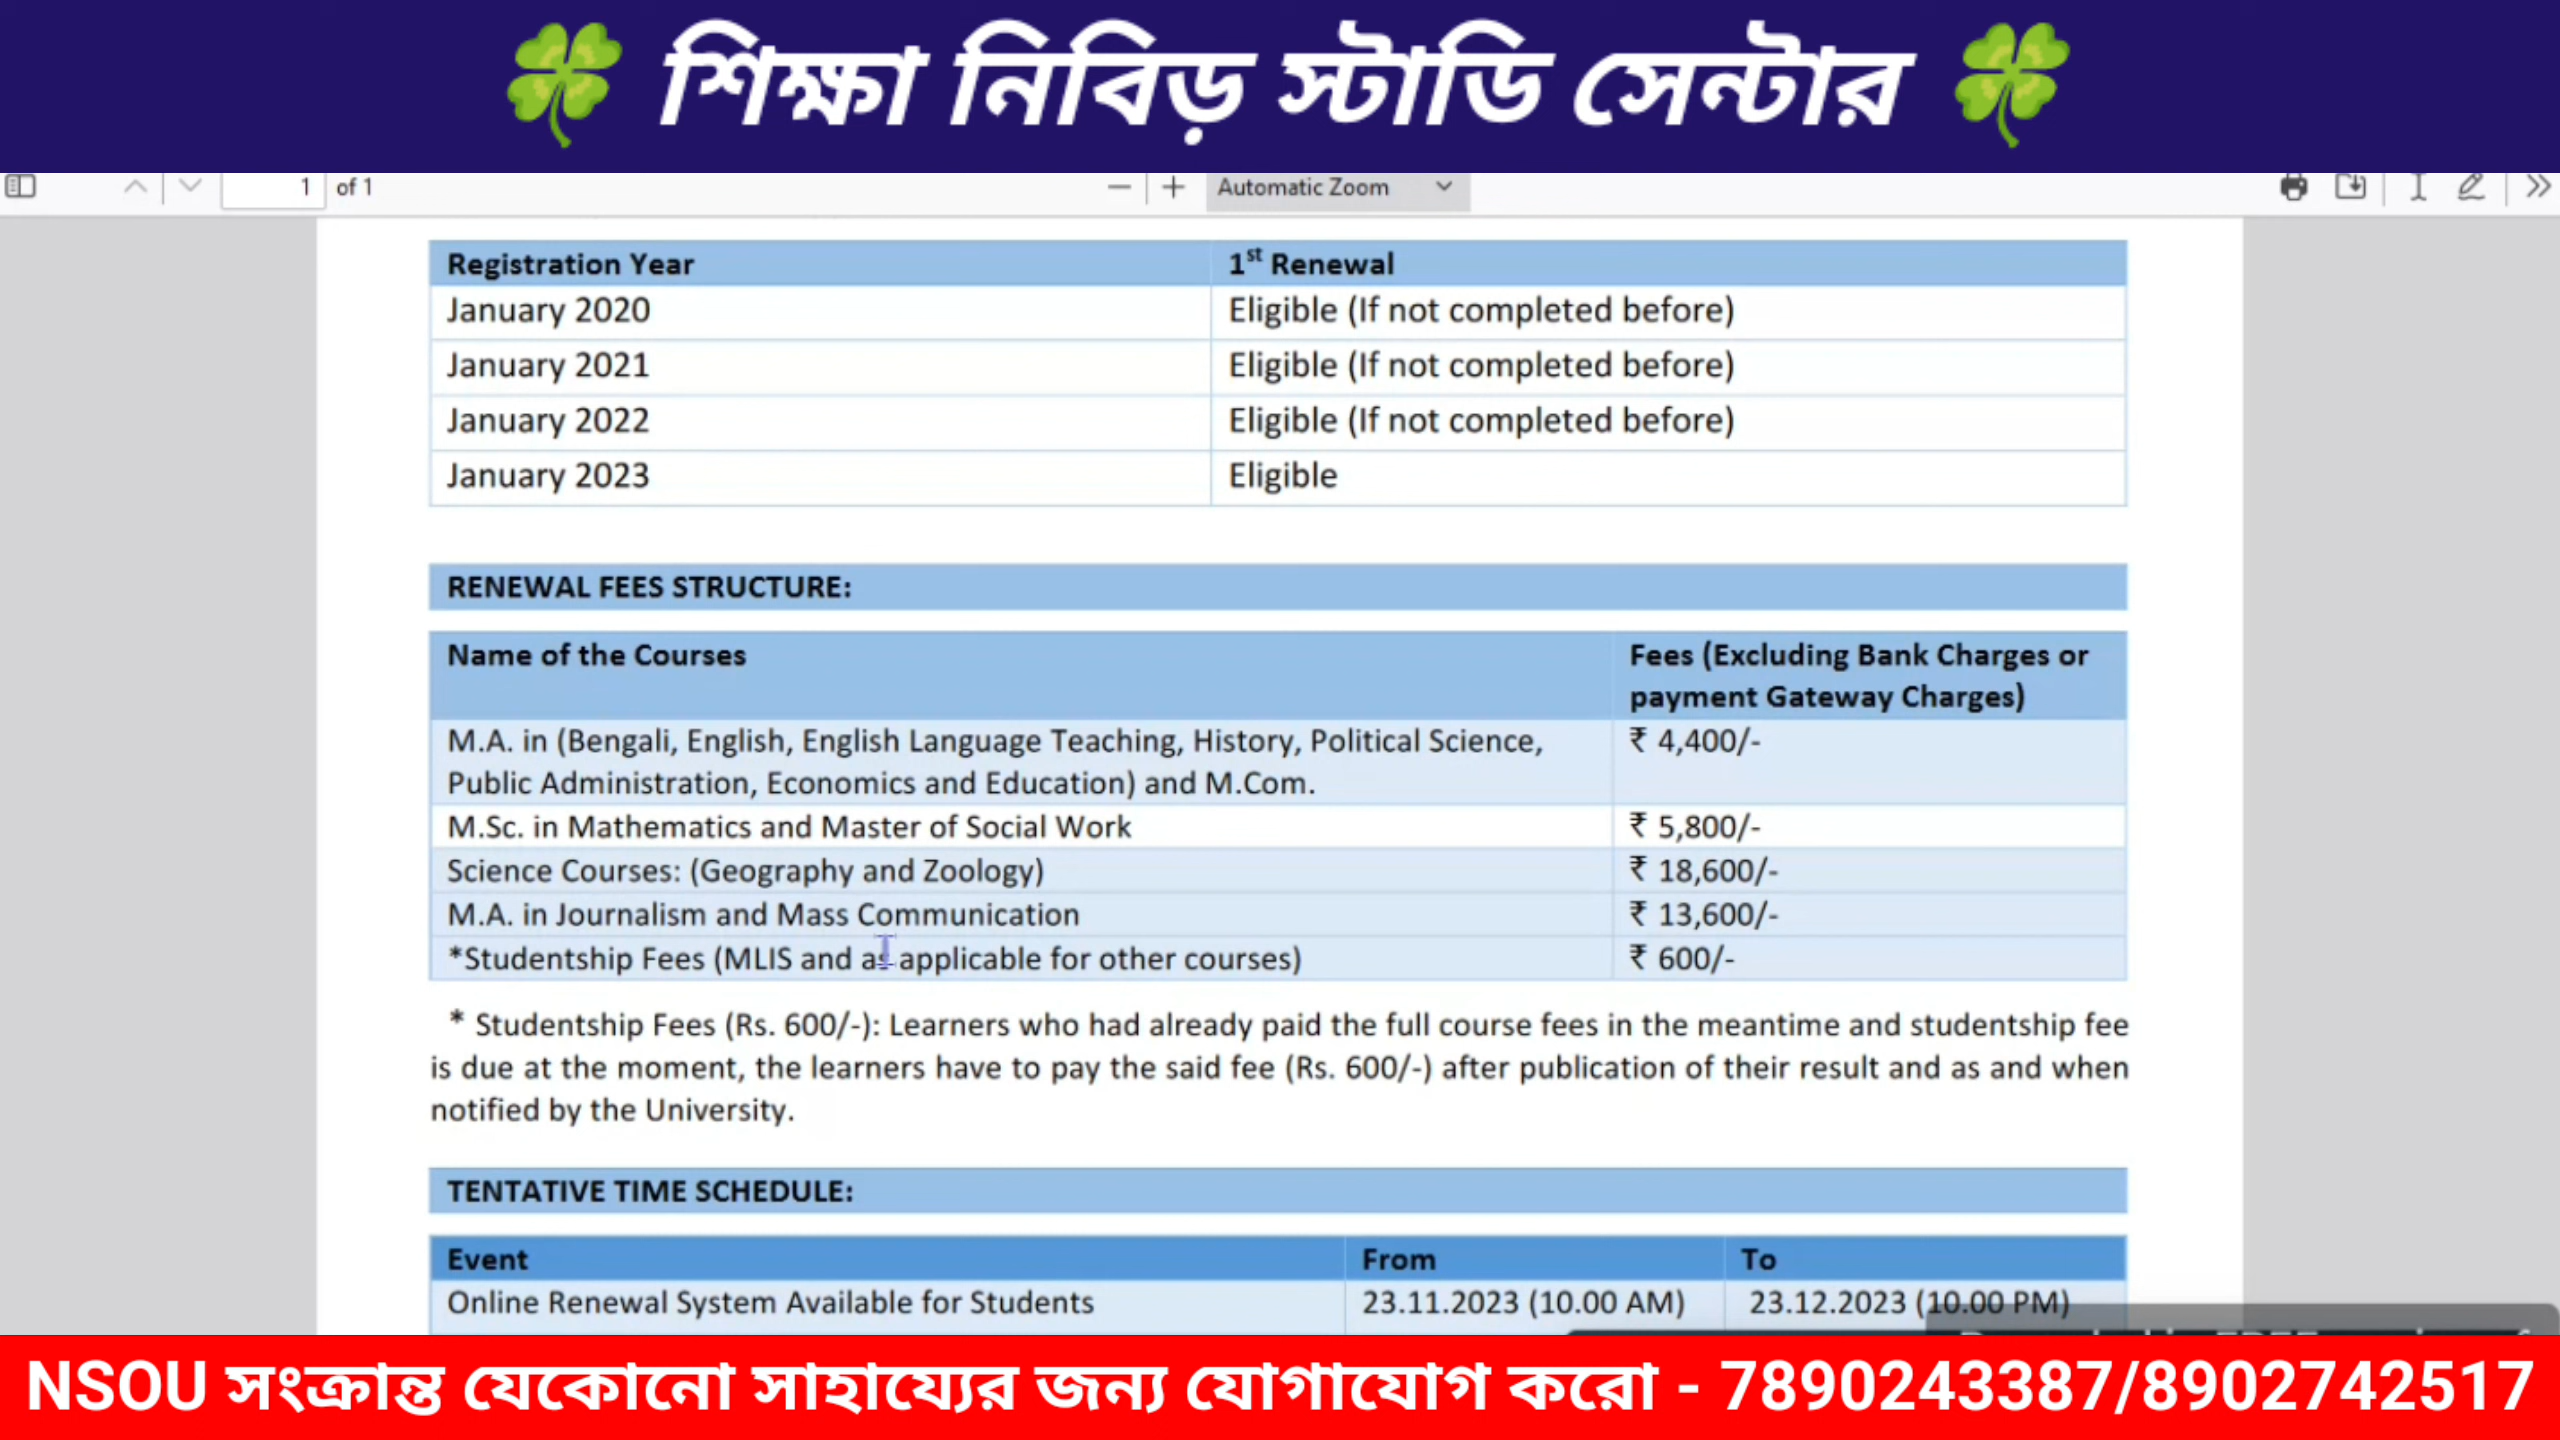 শিক্ষা নিবিড় স্টাডি সেন্টার
1 of 1 Automatic Zoom
Registration Year 1st Renewal
January 2020 Eligible (If not completed before)
January 2021 Eligible (If not completed before)
January 2022 Eligible (If not completed before)
January 2023 Eligible
RENEWAL FEES STRUCTURE:
Name of the Courses Fees (Excluding Bank Charges or
payment Gateway Charges)
M.A. in (Bengali, English, English Language Teaching, History, Political Science, ₹ 4,400/-
Public Administration, Economics and Education) and M.Com.
M.Sc. in Mathematics and Master of Social Work ₹ 5,800/-
Science Courses: (Geography and Zoology) ₹ 18,600/-
M.A. in Journalism and Mass Communication ₹ 13,600/-
*Studentship Fees (MLIS and as applicable for other courses) ₹ 600/-
* Studentship Fees (Rs. 600/-): Learners who had already paid the full course fees in the meantime and studentship fee
is due at the moment, the learners have to pay the said fee (Rs. 600/-) after publication of their result and as and when
notified by the University.
TENTATIVE TIME SCHEDULE:
Event From To
Online Renewal System Available for Students 23.11.2023 (10.00 AM) 23.12.2023 (10.00 PM)
NSOU সংক্রান্ত যেকোনো সাহায্যের জন্য যোগাযোগ করো - 7890243387/8902742517